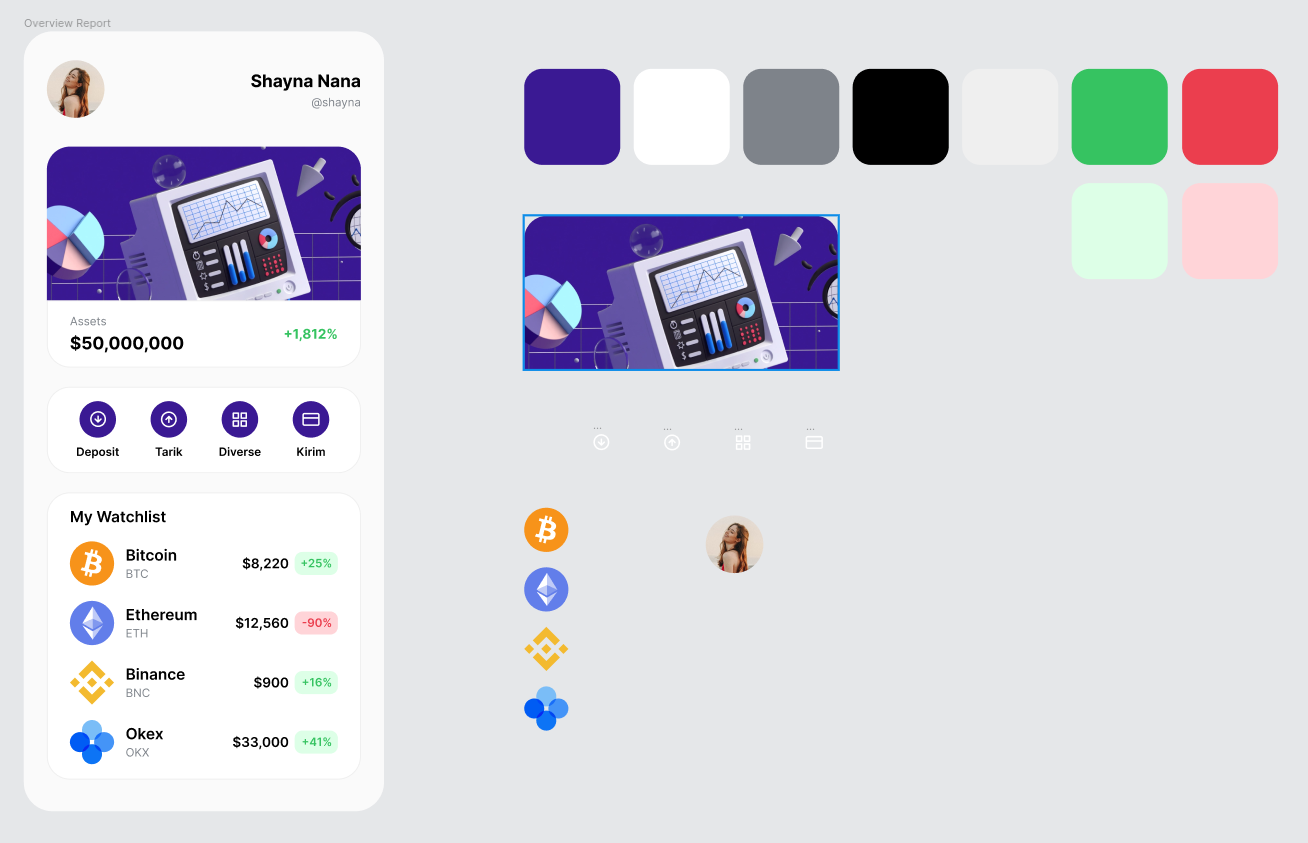 Overview Report
Shayna Nana
@shayna
Assets
$50,000,000
+1,812%
Deposit
Tarik
Diverse
Kirim
My Watchlist
Bitcoin
BTC
$8,220
+25%
Ethereum
ETH
$12,560
-90%
Binance
BNC
$900
+16%
Okex
OKX
$33,000
+41%
...
...
...
...